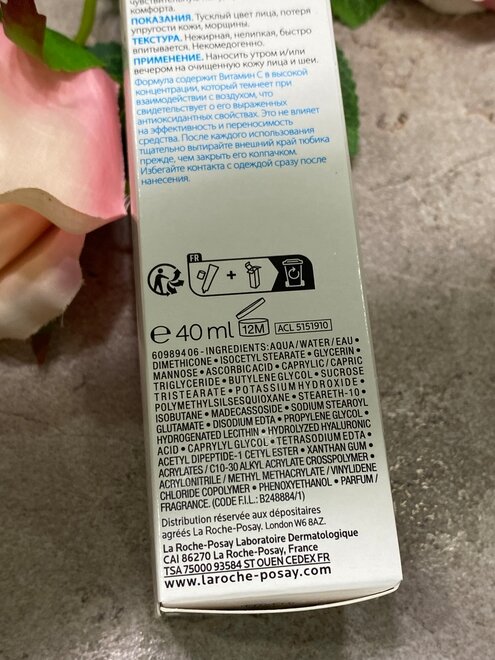 комфорта.
ПОКАЗАНИЯ. Тусклый цвет лица, потеря
упругости кожи, морщины.
ТЕКСТУРА. Нежирная, нелипкая, быстро
впитывается. Некомедогенно.
ПРИМЕНЕНИЕ. Наносить утром и/или
вечером на очищенную кожу лица и шеи.
Формула содержит Витамин С в высокой
концентрации, который темнеет при
взаимодействии с воздухом, что
свидетельствует о его выраженных
антиоксидантных свойствах. Это не влияет
на эффективность и переносимость
средства. После каждого использования
тщательно вытирайте внешний край тюбика
прежде, чем закрыть его колпачком.
Избегайте контакта с одеждой сразу после
нанесения.
FR
+
e 40 ml 12M ACL 5151910
60989406 - INGREDIENTS: AQUA / WATER / EAU •
DIMETHICONE • ISOCETYL STEARATE • GLYCERIN •
MANNOSE • ASCORBIC ACID • CAPRYLIC / CAPRIC
TRIGLYCERIDE • BUTYLENE GLYCOL • SUCROSE
TRISTEARATE • POTASSIUM HYDROXIDE •
POLYMETHYLSILSESQUIOXANE • STEARETH-10 •
ISOBUTANE • MADECASSOSIDE • SODIUM STEAROYL
GLUTAMATE • DISODIUM EDTA • PROPYLENE GLYCOL •
HYDROGENATED LECITHIN • HYDROLYZED HYALURONIC
ACID • CAPRYLYL GLYCOL • TETRASODIUM EDTA •
ACETYL DIPEPTIDE-1 CETYL ESTER • XANTHAN GUM •
ACRYLATES / C10-30 ALKYL ACRYLATE CROSSPOLYMER •
ACRYLONITRILE / METHYL METHACRYLATE / VINYLIDENE
CHLORIDE COPOLYMER • PHENOXYETHANOL • PARFUM /
FRAGRANCE. (CODE F.I.L.: B248884/1)
Distribution réservée aux dépositaires
agréés La Roche-Posay. London W6 8AZ.
La Roche-Posay Laboratoire Dermatologique
CAI 86270 La Roche-Posay, France
TSA 75000 93584 ST OUEN CEDEX FR
www.laroche-posay.com